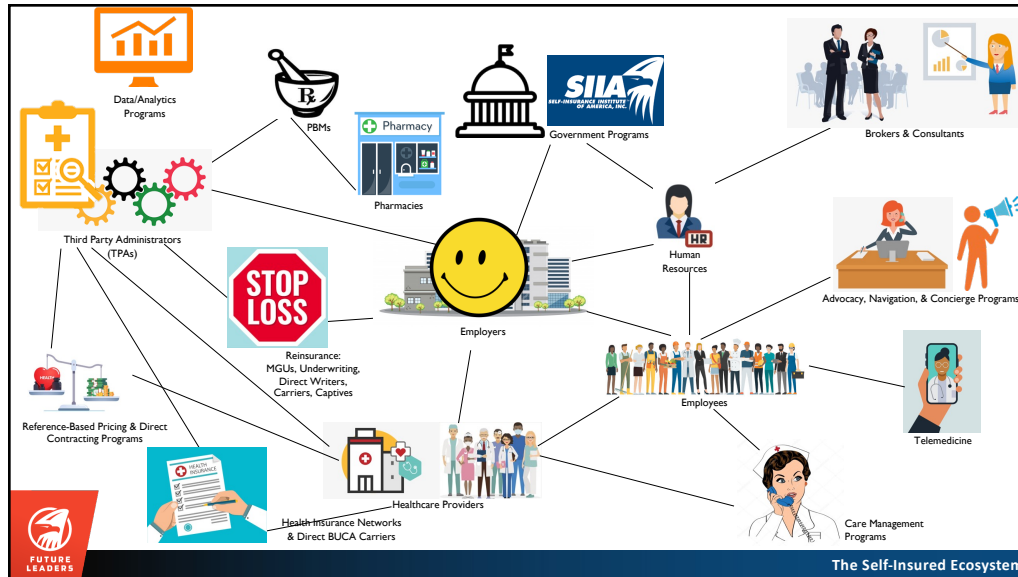 Data/Analytics
Programs
Rx
PBMs
Pharmacy
Pharmacies
SIIA
SELF-INSURANCE INSTITUTE
OF AMERICA, INC.
Government Programs
Brokers & Consultants
Third Party Administrators
(TPAs)
HR
Human
Resources
Advocacy, Navigation, & Concierge Programs
STOP
LOSS
Employers
Reinsurance:
MGUs, Underwriting,
Direct Writers,
Carriers, Captives
HEALTH
Reference-Based Pricing & Direct
Contracting Programs
Employees
Telemedicine
HEALTH
INSURANCE
Healthcare Providers
Health Insurance Networks
& Direct BUCA Carriers
Care Management
Programs
FUTURE
LEADERS
The Self-Insured Ecosystem